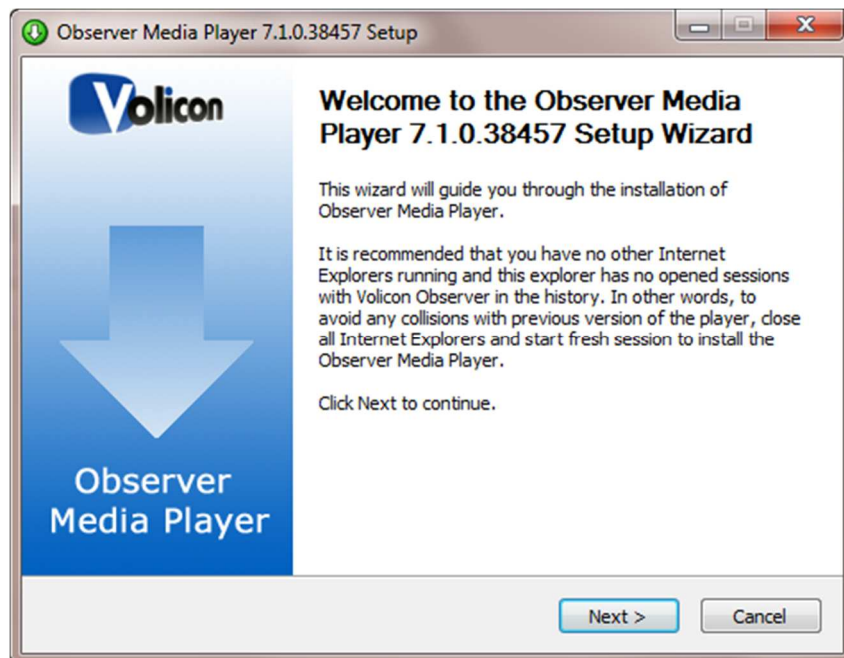 Observer Media Player 7.1.0.38457 Setup
Volicon
Observer
Media Player
Welcome to the Observer Media
Player 7.1.0.38457 Setup Wizard
This wizard will guide you through the installation of
Observer Media Player.
It is recommended that you have no other Internet
Explorers running and this explorer has no opened sessions
with Volicon Observer in the history. In other words, to
avoid any collisions with previous version of the player, close
all Internet Explorers and start fresh session to install the
Observer Media Player.
Click Next to continue.
Next >
Cancel